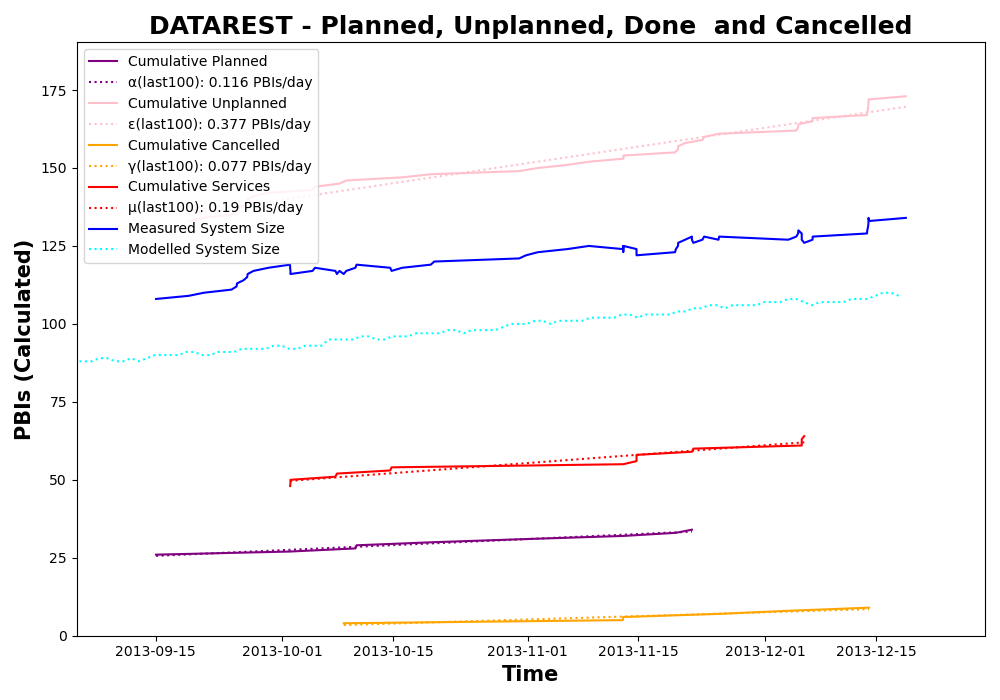 DATAREST - Planned, Unplanned, Done  and Cancelled
Cumulative Planned
α(last100): 0.116 PBIs/day
Cumulative Unplanned
ε(last100): 0.377 PBIs/day
Cumulative Cancelled
γ(last100): 0.077 PBIs/day
Cumulative Services
μ(last100): 0.19 PBIs/day
Measured System Size
Modelled System Size
175
150
125
100
75
50
25
0
PBIs (Calculated)
2013-09-15
2013-10-01
2013-10-15
2013-11-01
2013-11-15
2013-12-01
2013-12-15
Time